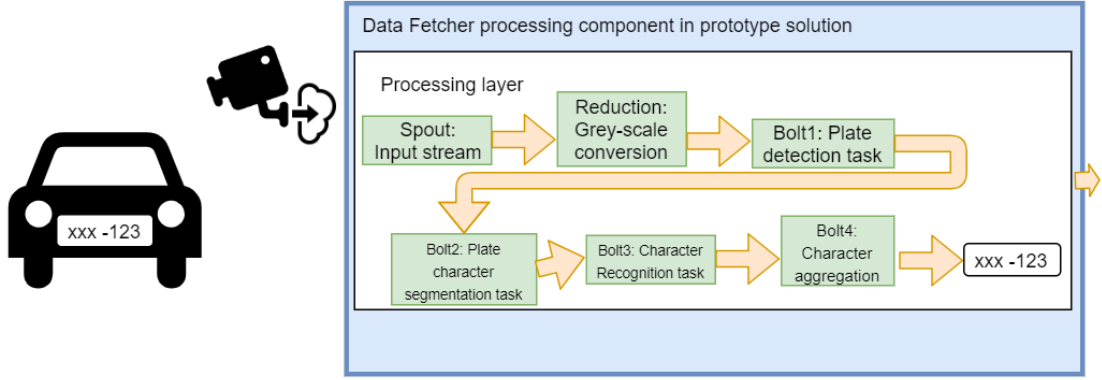 Data Fetcher processing component in prototype solution
Processing layer
Spout:
Input stream
Reduction:
Grey-scale
conversion
Bolt1: Plate
detection task
xxx -123
Bolt2: Plate
character
segmentation task
Bolt3: Character
Recognition task
Bolt4:
Character
aggregation
xxx -123